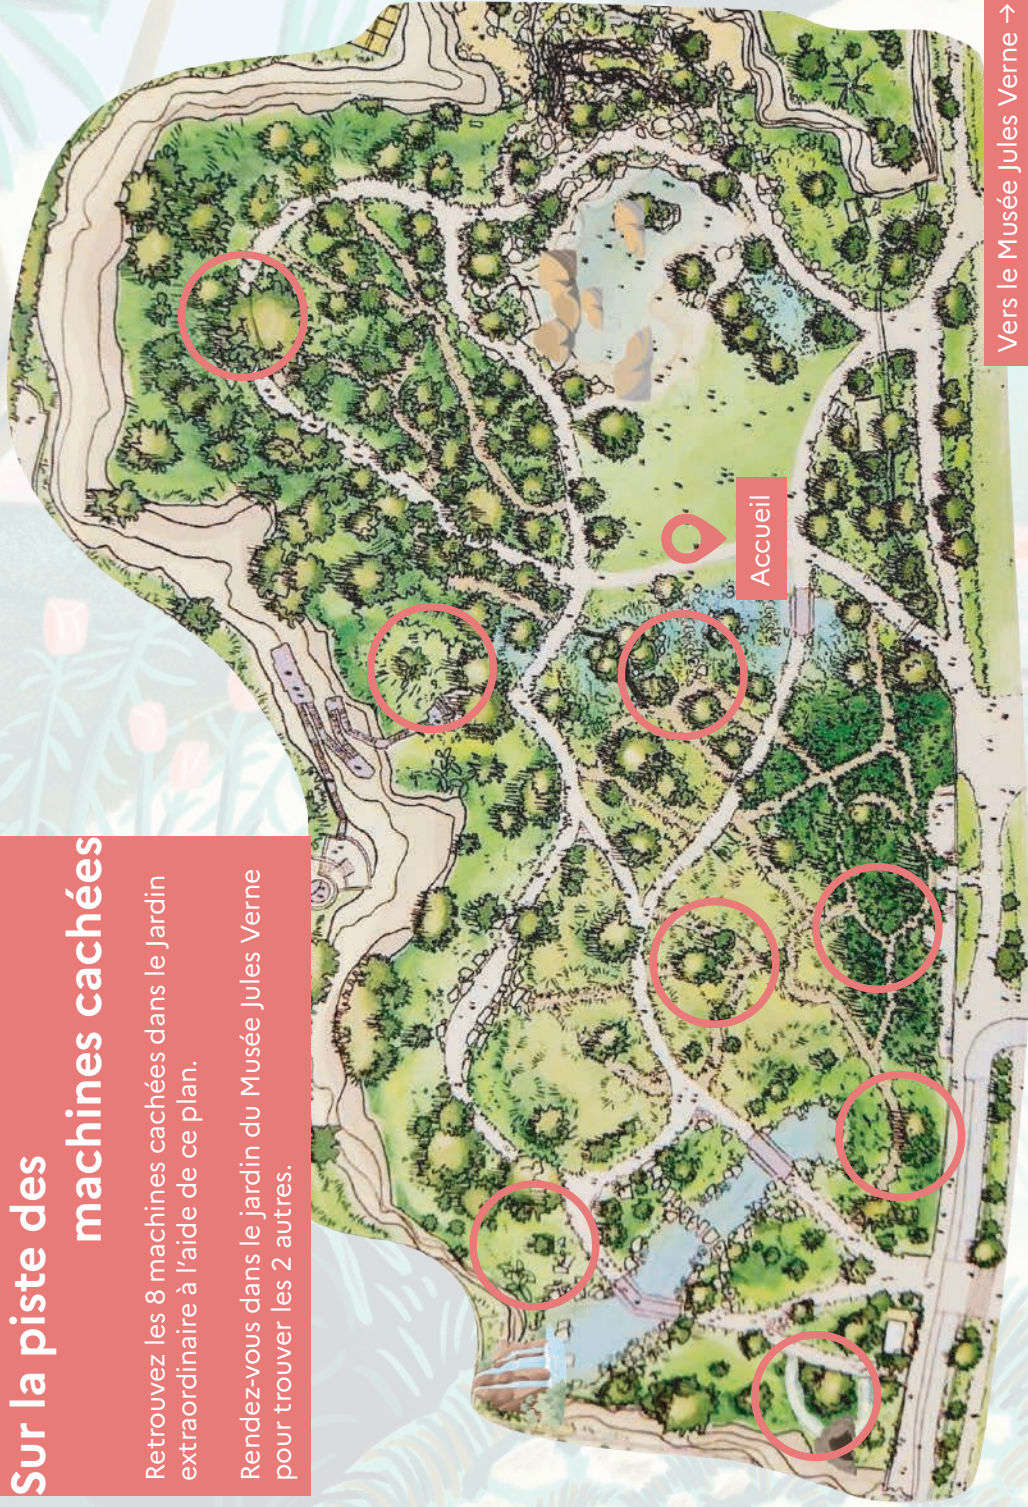 Sur la piste des
machines cachées
Retrouvez les 8 machines cachées dans le Jardin
extraordinaire à l'aide de ce plan.
Rendez-vous dans le jardin du Musée Jules Verne
pour trouver les 2 autres.
Accueil
Vers le Musée Jules Verne →